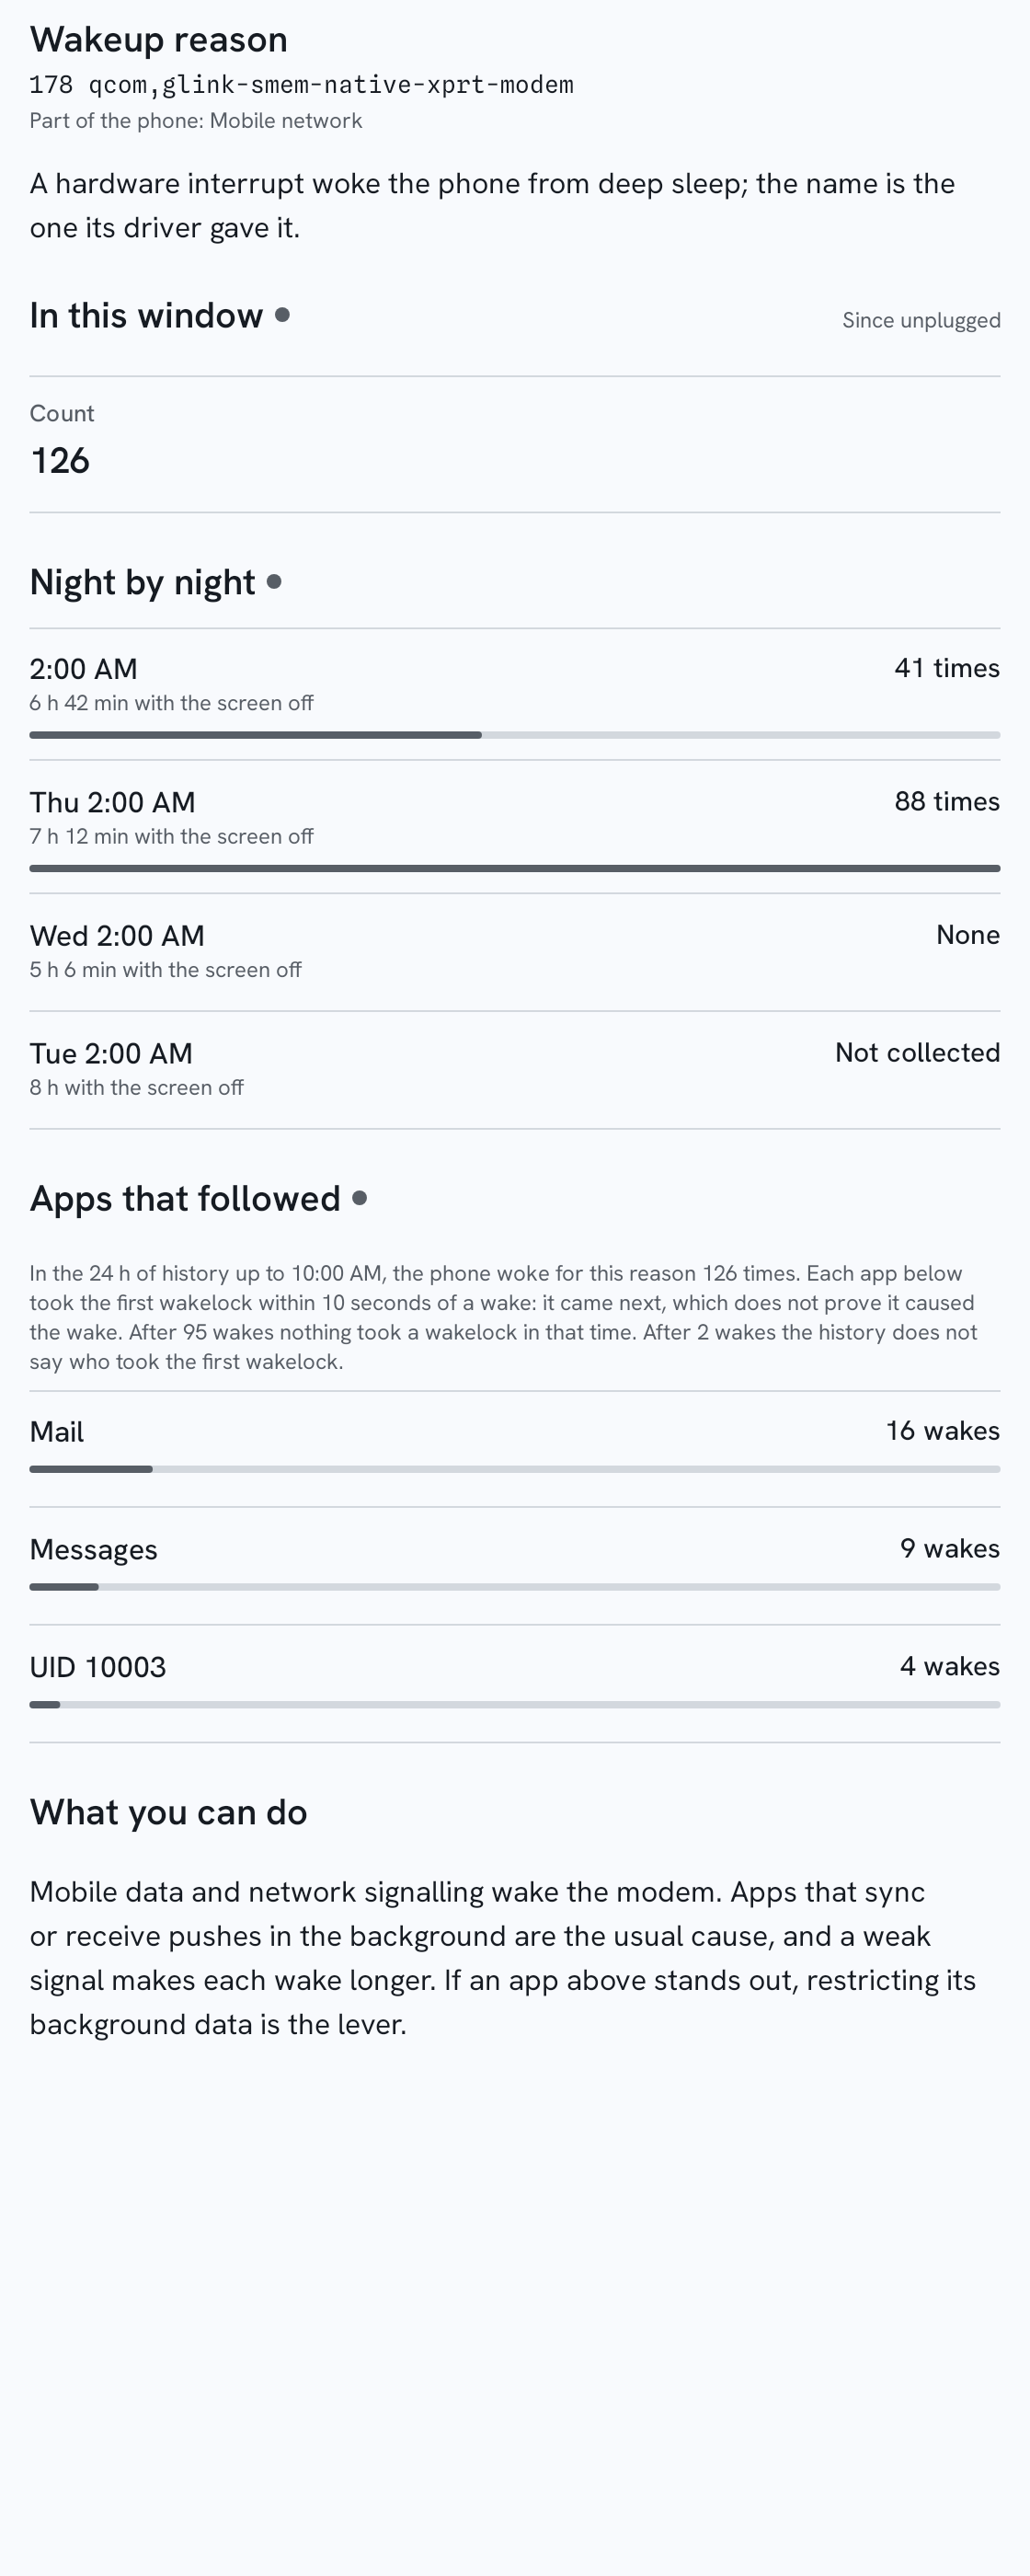 Wakeup reason
178 qcom,glink-smem-native-xprt-modem
Part of the phone: Mobile network
A hardware interrupt woke the phone from deep sleep; the name is the
one its driver gave it.
In this window
Since unplugged
Count
126
Night by night
2:00 AM
41 times
6 h 42 min with the screen off
Thu 2:00 AM
88 times
7 h 12 min with the screen off
Wed 2:00 AM
None
5 h 6 min with the screen off
Tue 2:00 AM
Not collected
8 h with the screen off
Apps that followed
In the 24 h of history up to 10:00 AM, the phone woke for this reason 126 times. Each app below
took the first wakelock within 10 seconds of a wake: it came next, which does not prove it caused
the wake. After 95 wakes nothing took a wakelock in that time. After 2 wakes the history does not
say who took the first wakelock.
Mail
16 wakes
Messages
9 wakes
UID 10003
4 wakes
What you can do
Mobile data and network signalling wake the modem. Apps that sync
or receive pushes in the background are the usual cause, and a weak
signal makes each wake longer. If an app above stands out, restricting its
background data is the lever.